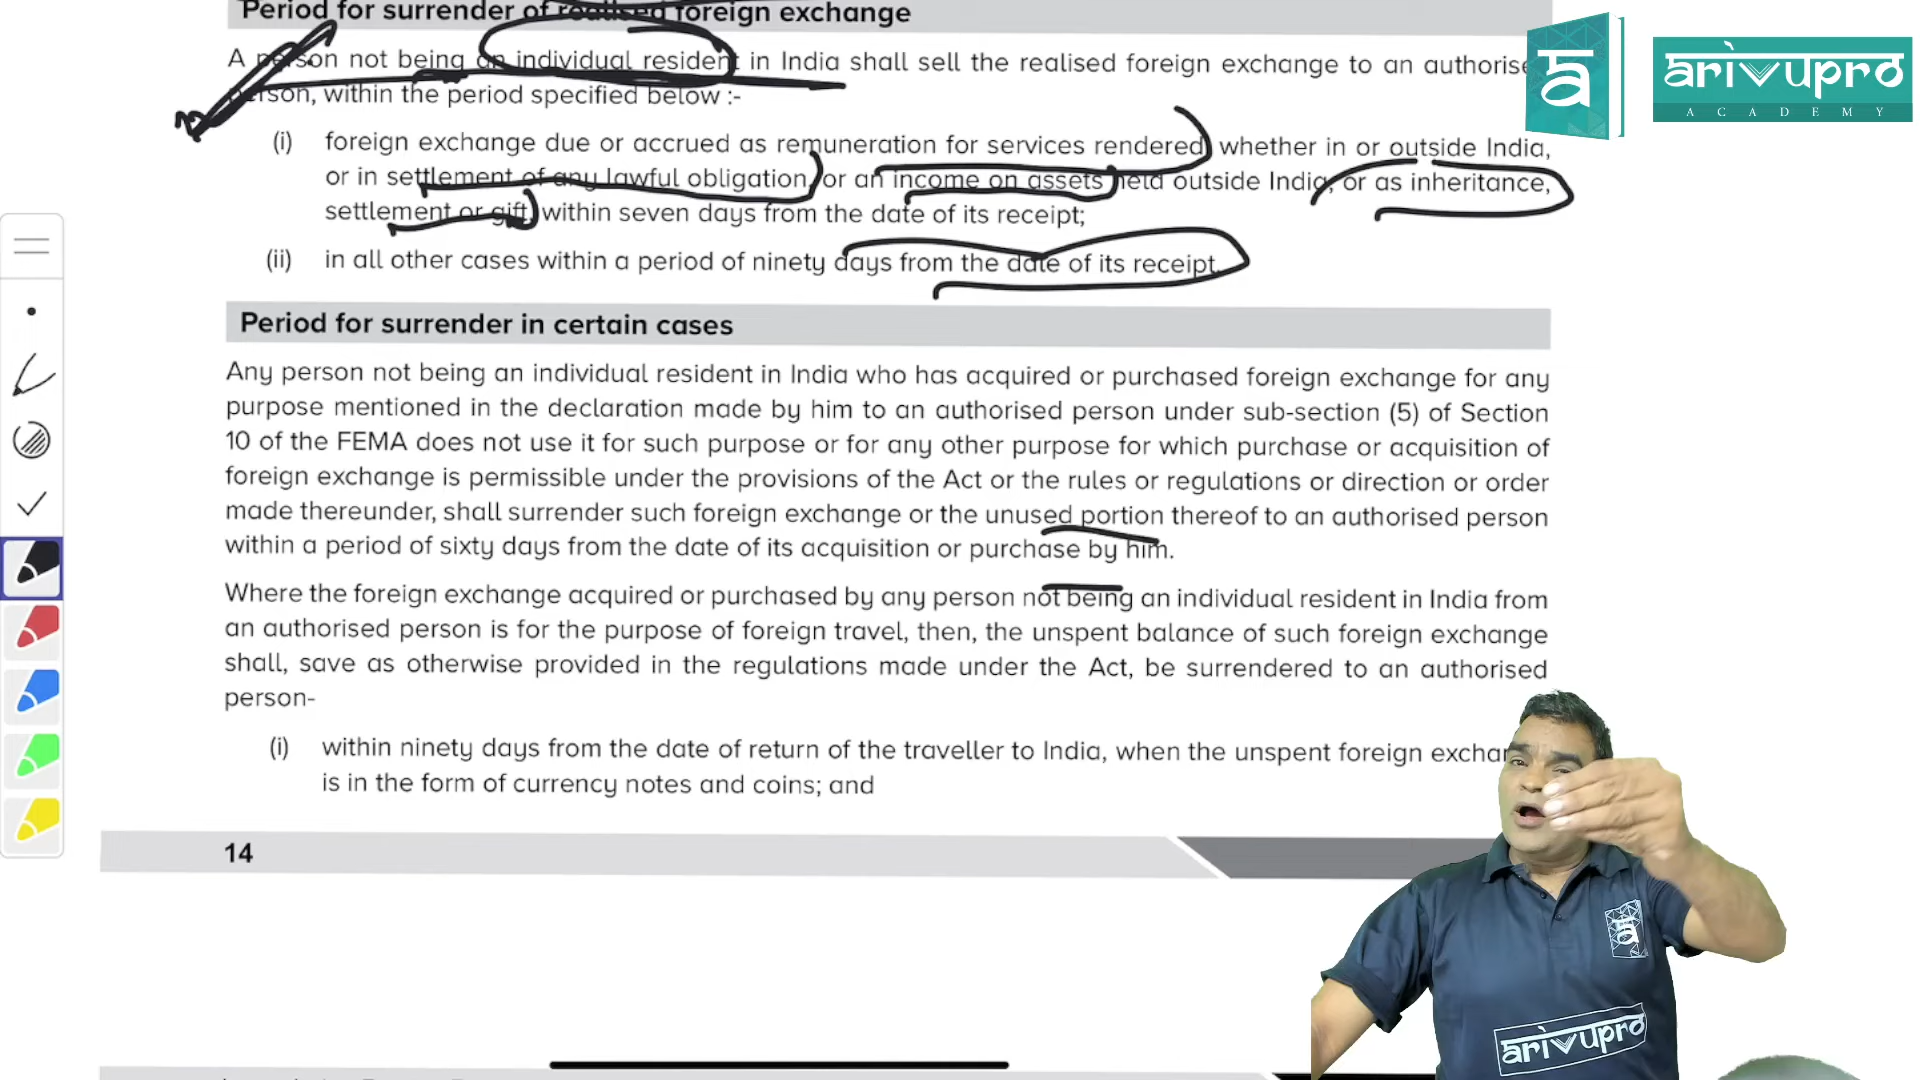 Period for surrender of realised foreign exchange
A person not being an individual resident in India shall sell the realised foreign exchange to an authorise
person, within the period specified below :-
(i) foreign exchange due or accrued as remuneration for services rendered, whether in or outside India,
or in settlement of any lawful obligation, or an income on assets held outside India, or as inheritance,
settlement or gift, within seven days from the date of its receipt;
(ii) in all other cases within a period of ninety days from the date of its receipt.
Period for surrender in certain cases
Any person not being an individual resident in India who has acquired or purchased foreign exchange for any
purpose mentioned in the declaration made by him to an authorised person under sub-section (5) of Section
10 of the FEMA does not use it for such purpose or for any other purpose for which purchase or acquisition of
foreign exchange is permissible under the provisions of the Act or the rules or regulations or direction or order
made thereunder, shall surrender such foreign exchange or the unused portion thereof to an authorised person
within a period of sixty days from the date of its acquisition or purchase by him.
Where the foreign exchange acquired or purchased by any person not being an individual resident in India from
an authorised person is for the purpose of foreign travel, then, the unspent balance of such foreign exchange
shall, save as otherwise provided in the regulations made under the Act, be surrendered to an authorised
person-
(i) within ninety days from the date of return of the traveller to India, when the unspent foreign exchan
is in the form of currency notes and coins; and
14
arivupro
ACADEMY
arivupro